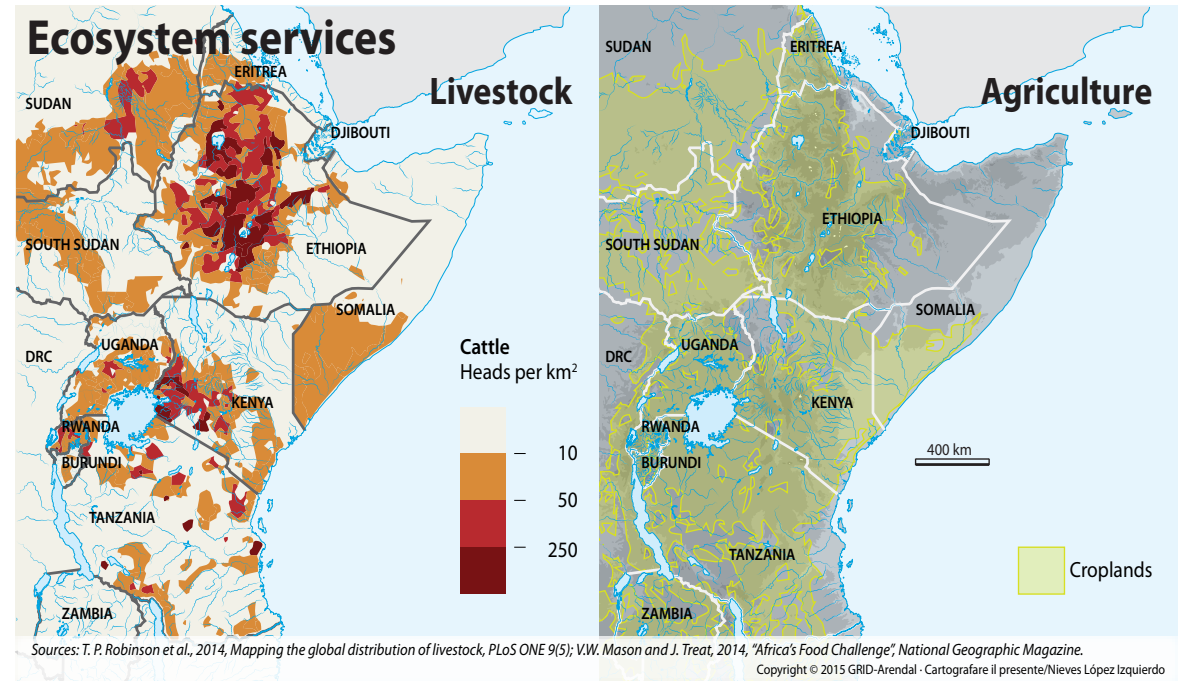 Ecosystem services
Livestock
ERITREA
SUDAN
DJIBOUTI
SOUTH SUDAN
ETHIOPIA
SOMALIA
UGANDA
DRC
KENYA
RWANDA
BURUNDI
TANZANIA
ZAMBIA
Cattle
Heads per km²
10
50
250
Agriculture
SUDAN
ERITREA
DJIBOUTI
ETHIOPIA
SOUTH SUDAN
SOMALIA
UGANDA
DRC
KENYA
RWANDA
BURUNDI
400 km
TANZANIA
Croplands
ZAMBIA
Sources: T. P. Robinson et al., 2014, Mapping the global distribution of livestock, PLoS ONE 9(5); V.W. Mason and J. Treat, 2014, “Africa’s Food Challenge”, National Geographic Magazine.
Copyright © 2015 GRID-Arendal · Cartografare il presente/Nieves López Izquierdo